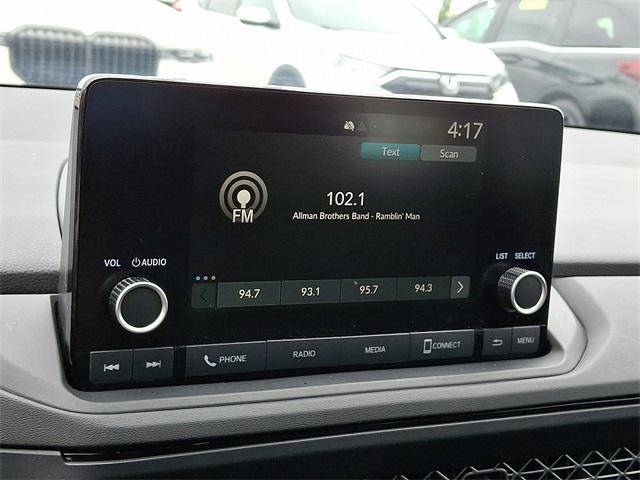 4:17
Text Scan
FM
102.1
Allman Brothers Band - Ramblin' Man
VOL AUDIO
LIST SELECT
94.7 93.1 95.7 94.3
PHONE RADIO MEDIA CONNECT MENU